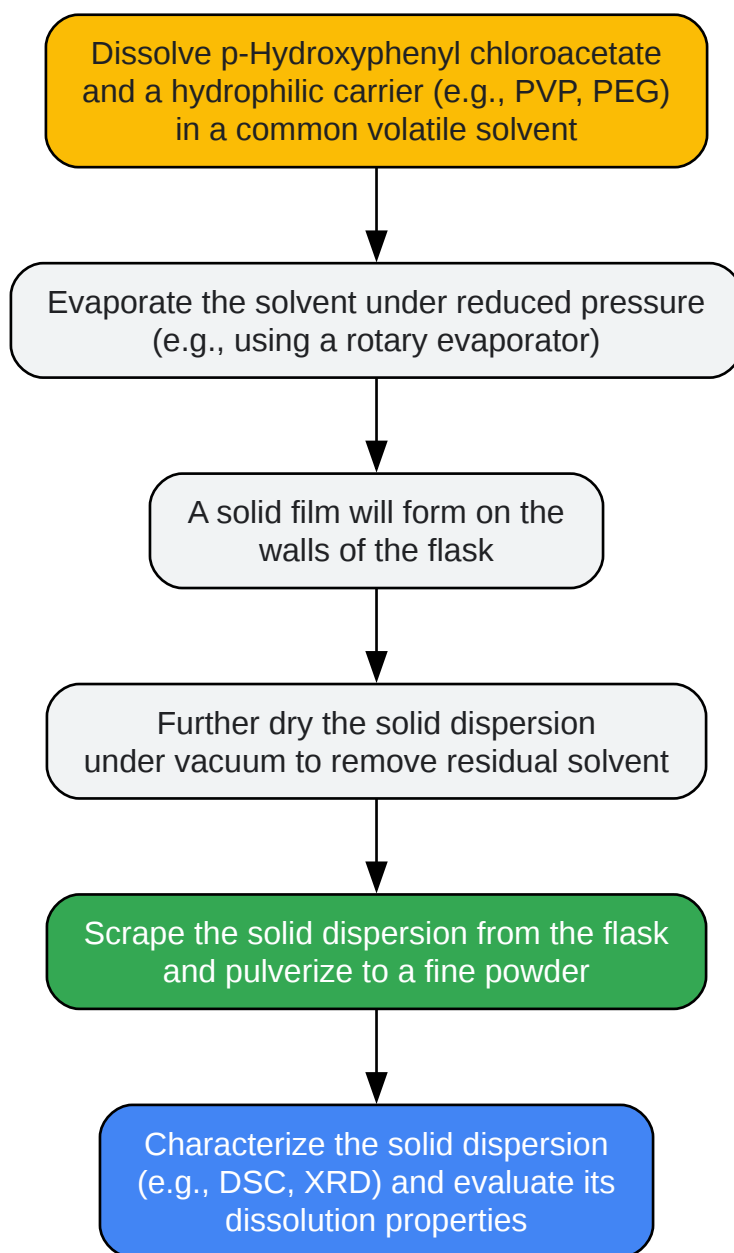 Dissolve p-Hydroxyphenyl chloroacetate
and a hydrophilic carrier (e.g., PVP, PEG)
in a common volatile solvent
Evaporate the solvent under reduced pressure
(e.g., using a rotary evaporator)
A solid film will form on the
walls of the flask
Further dry the solid dispersion
under vacuum to remove residual solvent
Scrape the solid dispersion from the flask
and pulverize to a fine powder
Characterize the solid dispersion
(e.g., DSC, XRD) and evaluate its
dissolution properties